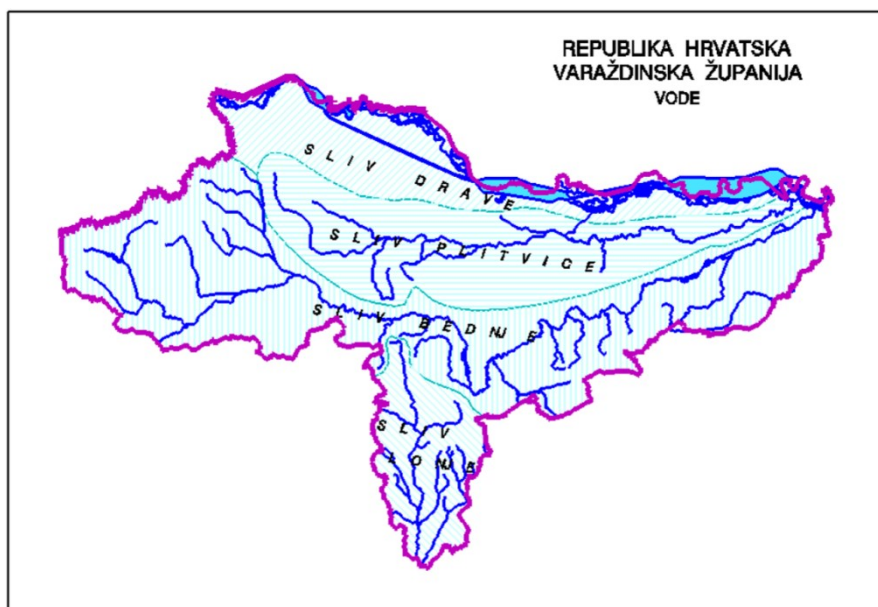 REPUBLIKA HRVATSKA
VARAŽDINSKA ŽUPANIJA
VODE
SLIV DRAVE
SLIV PLITVICE
SLIV BEDNJE
SLIV
LONJE